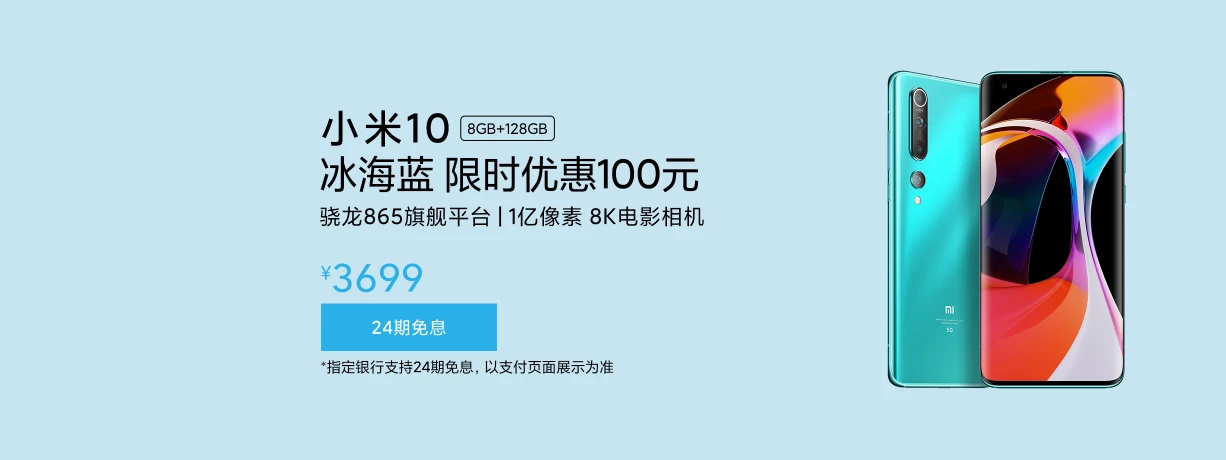 小米10 8GB+128GB
冰海蓝 限时优惠100元
骁龙865旗舰平台 | 1亿像素 8K电影相机
¥3699
24期免息
*指定银行支持24期免息，以支付页面展示为准
MI
5G